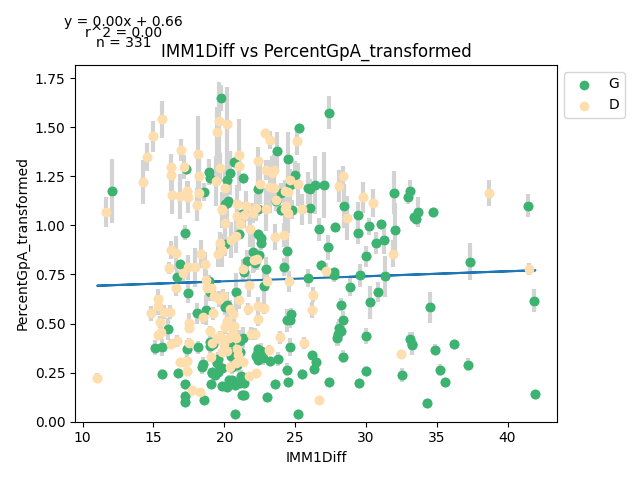 y = 0.00x + 0.66
r^2 = 0.00
n = 331
IMM1Diff vs PercentGpA_transformed
G
D
PercentGpA_transformed
1.75
1.50
1.25
1.00
0.75
0.50
0.25
0.00
10 15 20 25 30 35 40
IMM1Diff